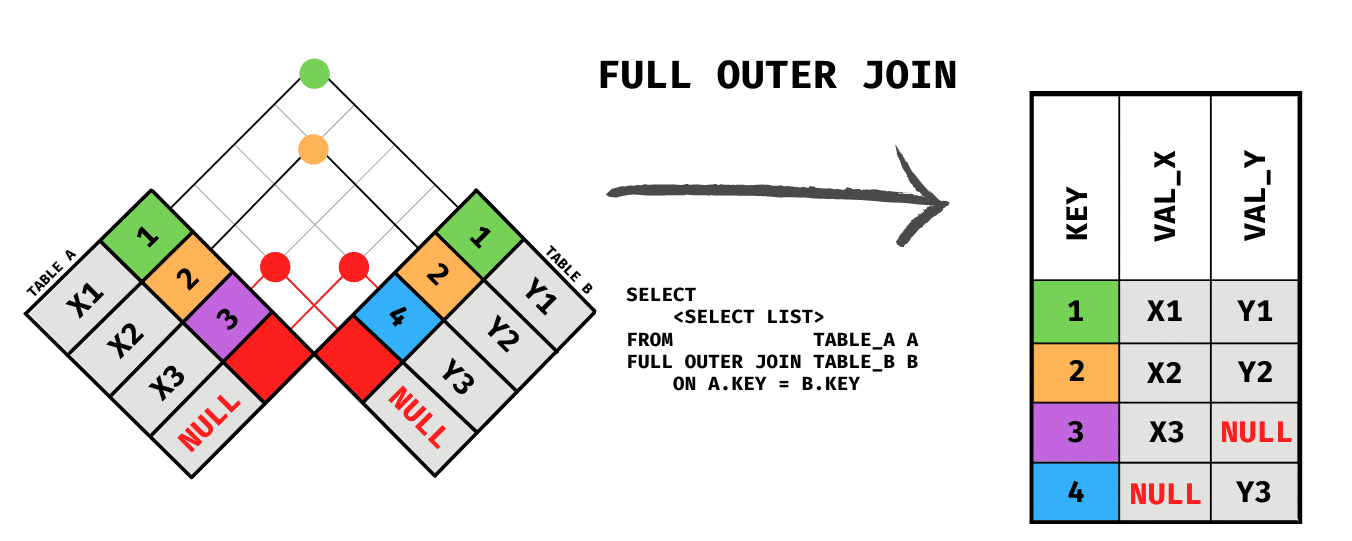 FULL OUTER JOIN
TABLE A
1
2
3
X1
X2
X3
NULL
TABLE B
1
2
4
Y1
Y2
Y3
NULL
SELECT
<SELECT LIST>
FROM TABLE_A A
FULL OUTER JOIN TABLE_B B
ON A.KEY = B.KEY
KEY VAL_X VAL_Y
1 X1 Y1
2 X2 Y2
3 X3 NULL
4 NULL Y3